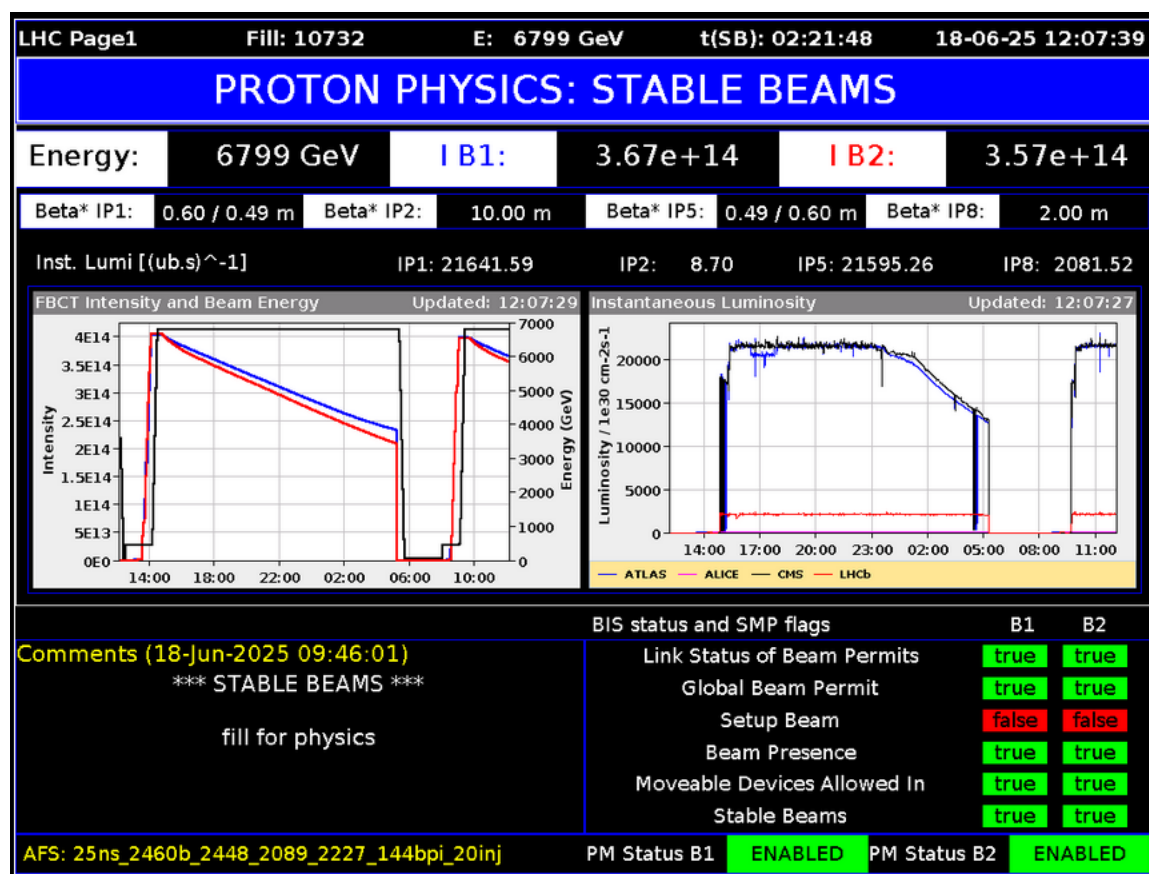 LHC Page1 Fill: 10732 E: 6799 GeV t(SB): 02:21:48 18-06-25 12:07:39
PROTON PHYSICS: STABLE BEAMS
Energy: 6799 GeV I B1: 3.67e+14 I B2: 3.57e+14
Beta* IP1: 0.60 / 0.49 m Beta* IP2: 10.00 m Beta* IP5: 0.49 / 0.60 m Beta* IP8: 2.00 m
Inst. Lumi [(ub.s)^-1] IP1: 21641.59 IP2: 8.70 IP5: 21595.26 IP8: 2081.52
FBCT Intensity and Beam Energy Updated: 12:07:29
Intensity
4E14
3.5E14
3E14
2.5E14
2E14
1.5E14
1E14
5E13
0E0
7000
6000
5000
4000
3000
2000
1000
0
Energy (GeV)
14:00 18:00 22:00 02:00 06:00 10:00
Instantaneous Luminosity Updated: 12:07:27
Luminosity / 1e30 cm-2s-1
20000
15000
10000
5000
0
14:00 17:00 20:00 23:00 02:00 05:00 08:00 11:00
ATLAS ALICE CMS LHCb
BIS status and SMP flags B1 B2
Comments (18-Jun-2025 09:46:01)
*** STABLE BEAMS ***
fill for physics
Link Status of Beam Permits true true
Global Beam Permit true true
Setup Beam false false
Beam Presence true true
Moveable Devices Allowed In true true
Stable Beams true true
AFS: 25ns_2460b_2448_2089_2227_144bpi_20inj PM Status B1 ENABLED PM Status B2 ENABLED